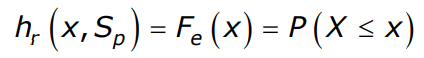 h_r (x, S_p) = F_e (x) = P(X ≤ x)